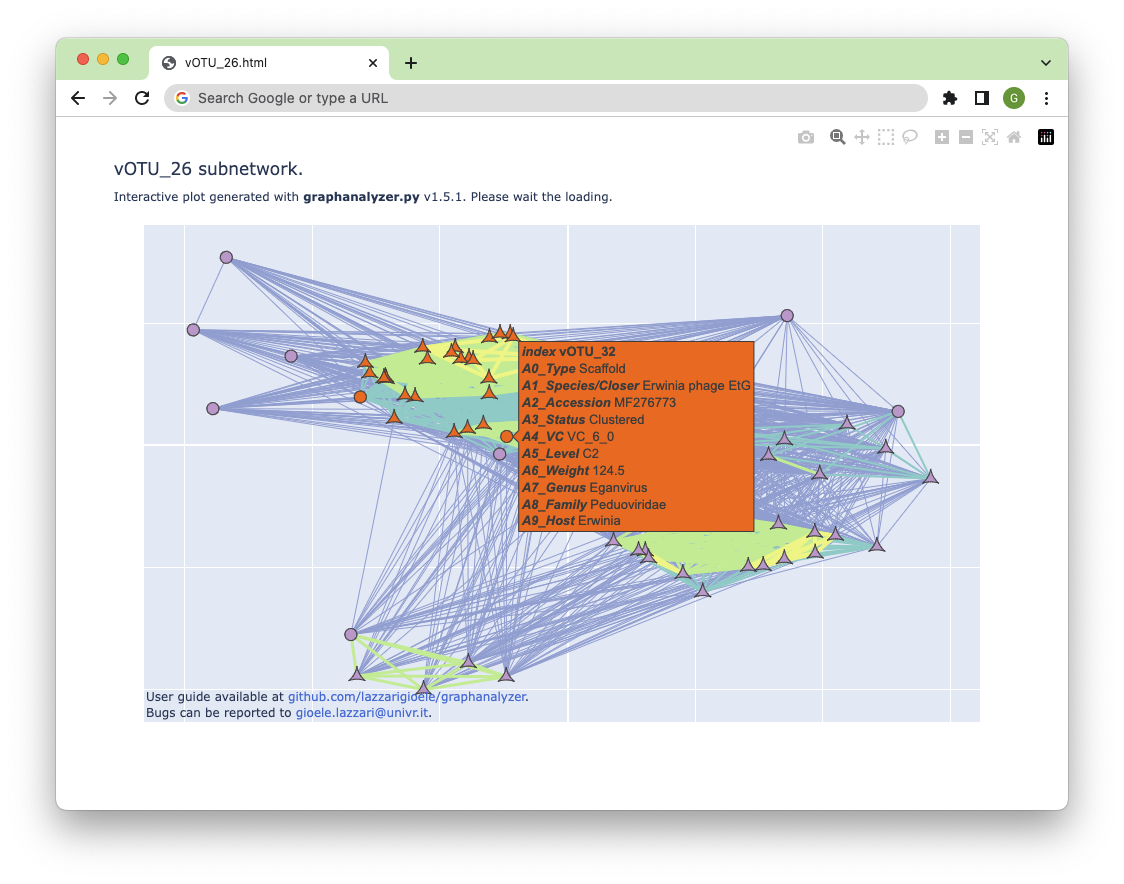 vOTU_26.html
Search Google or type a URL
G
vOTU_26 subnetwork.
Interactive plot generated with graphanalyzer.py v1.5.1. Please wait the loading.
index vOTU_32
A0_Type Scaffold
A1_Species/Closer Erwinia phage EtG
A2_Accession MF276773
A3_Status Clustered
A4_VC VC_6_0
A5_Level C2
A6_Weight 124.5
A7_Genus Eganvirus
A8_Family Peduoviridae
A9_Host Erwinia
User guide available at github.com/lazzarigioele/graphanalyzer.
Bugs can be reported to gioele.lazzari@univr.it.